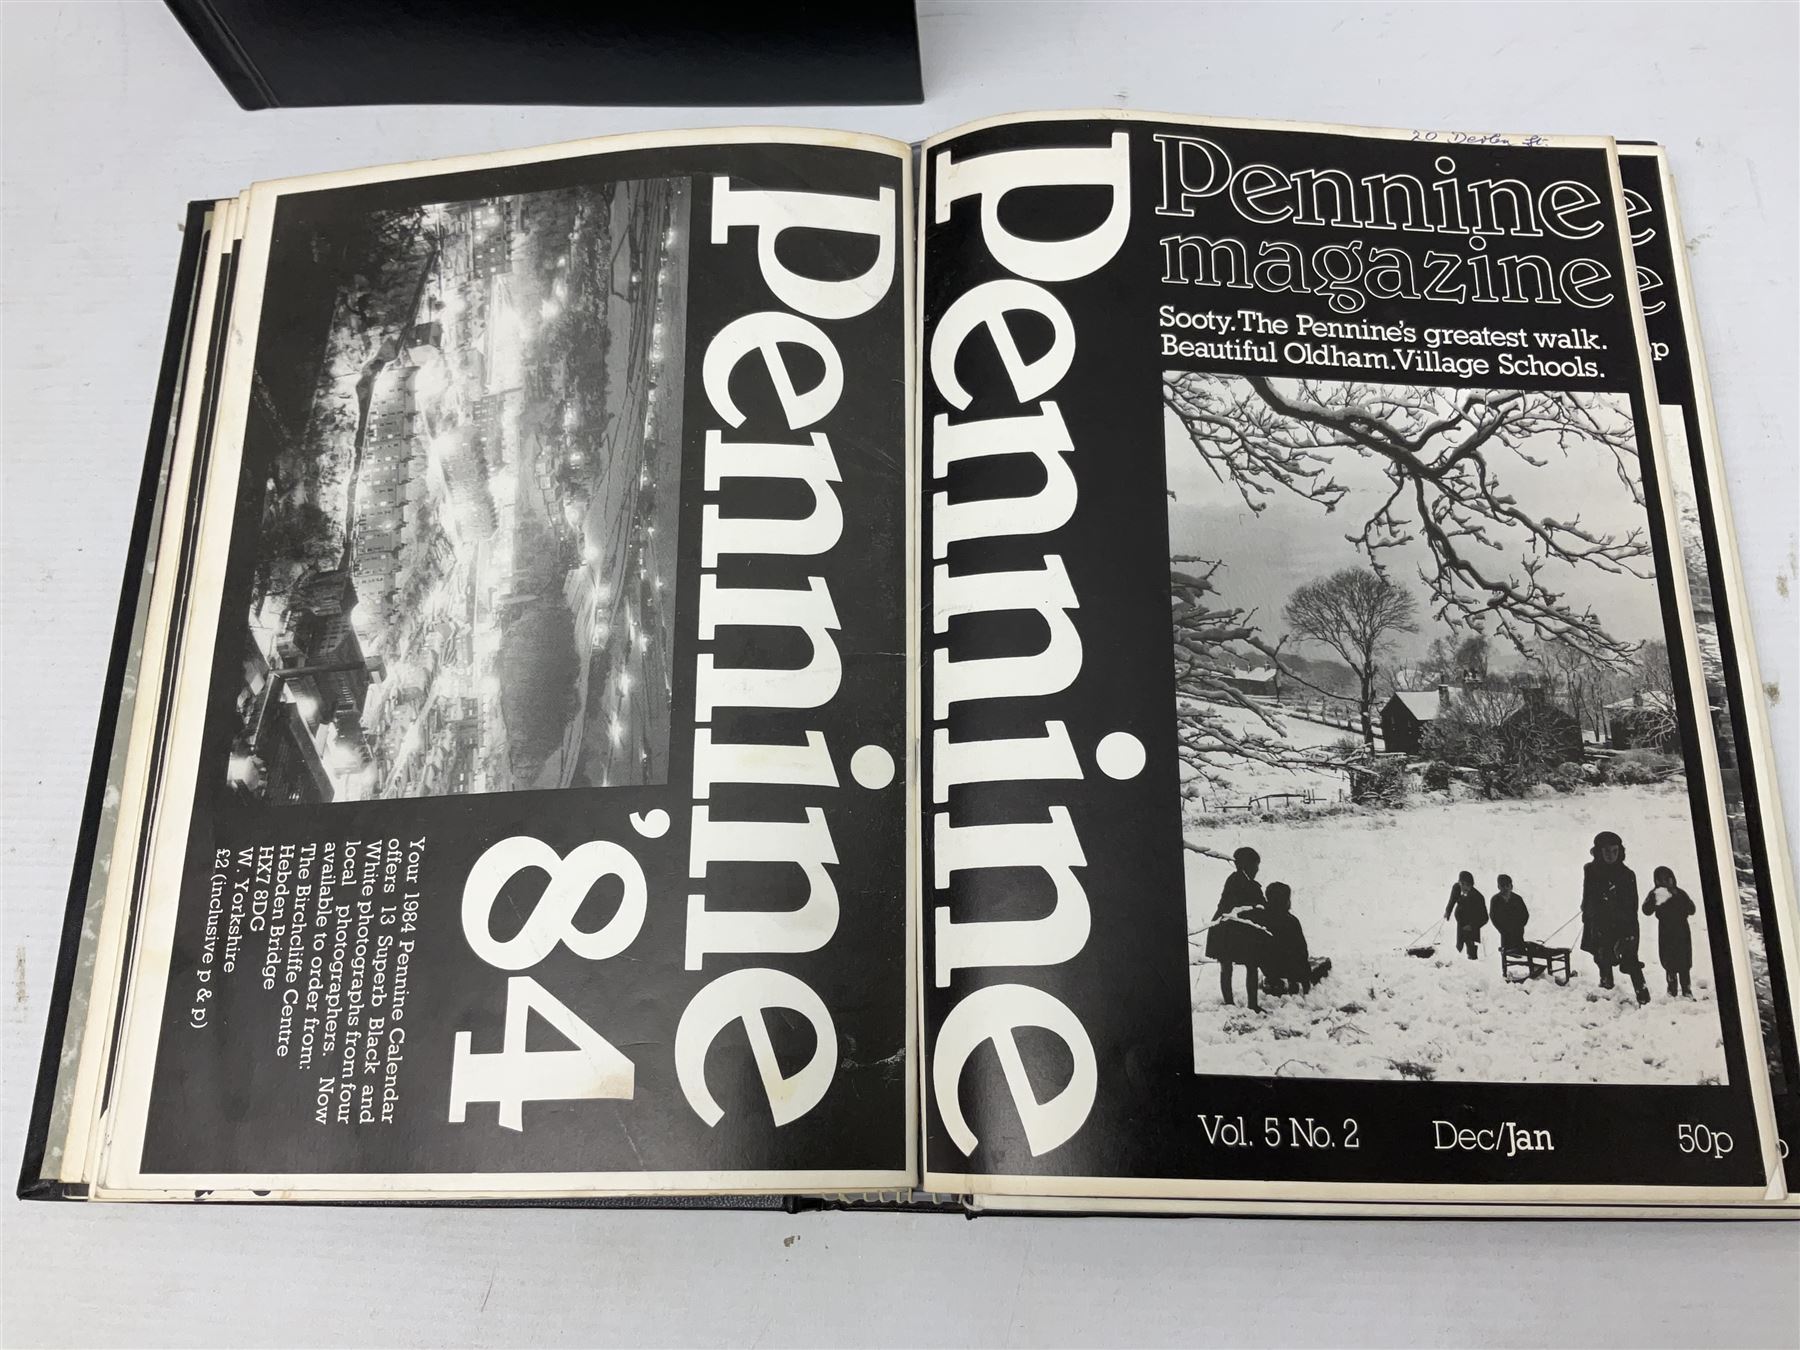 Pennine
'84
Your 1984 Pennine Calendar
offers 13 Superb Black and
White photographs from four
local photographers. Now
available to order from:
The Birchcliffe Centre
Hebden Bridge
HX7 8DG
W. Yorkshire
£2 (inclusive p & p)
Pennine
20
St.
Pennine
magazine
Sooty. The Pennine's greatest walk.
Beautiful Oldham. Village Schools.
Vol. 5 No. 2 Dec/Jan 50p
e
e
p